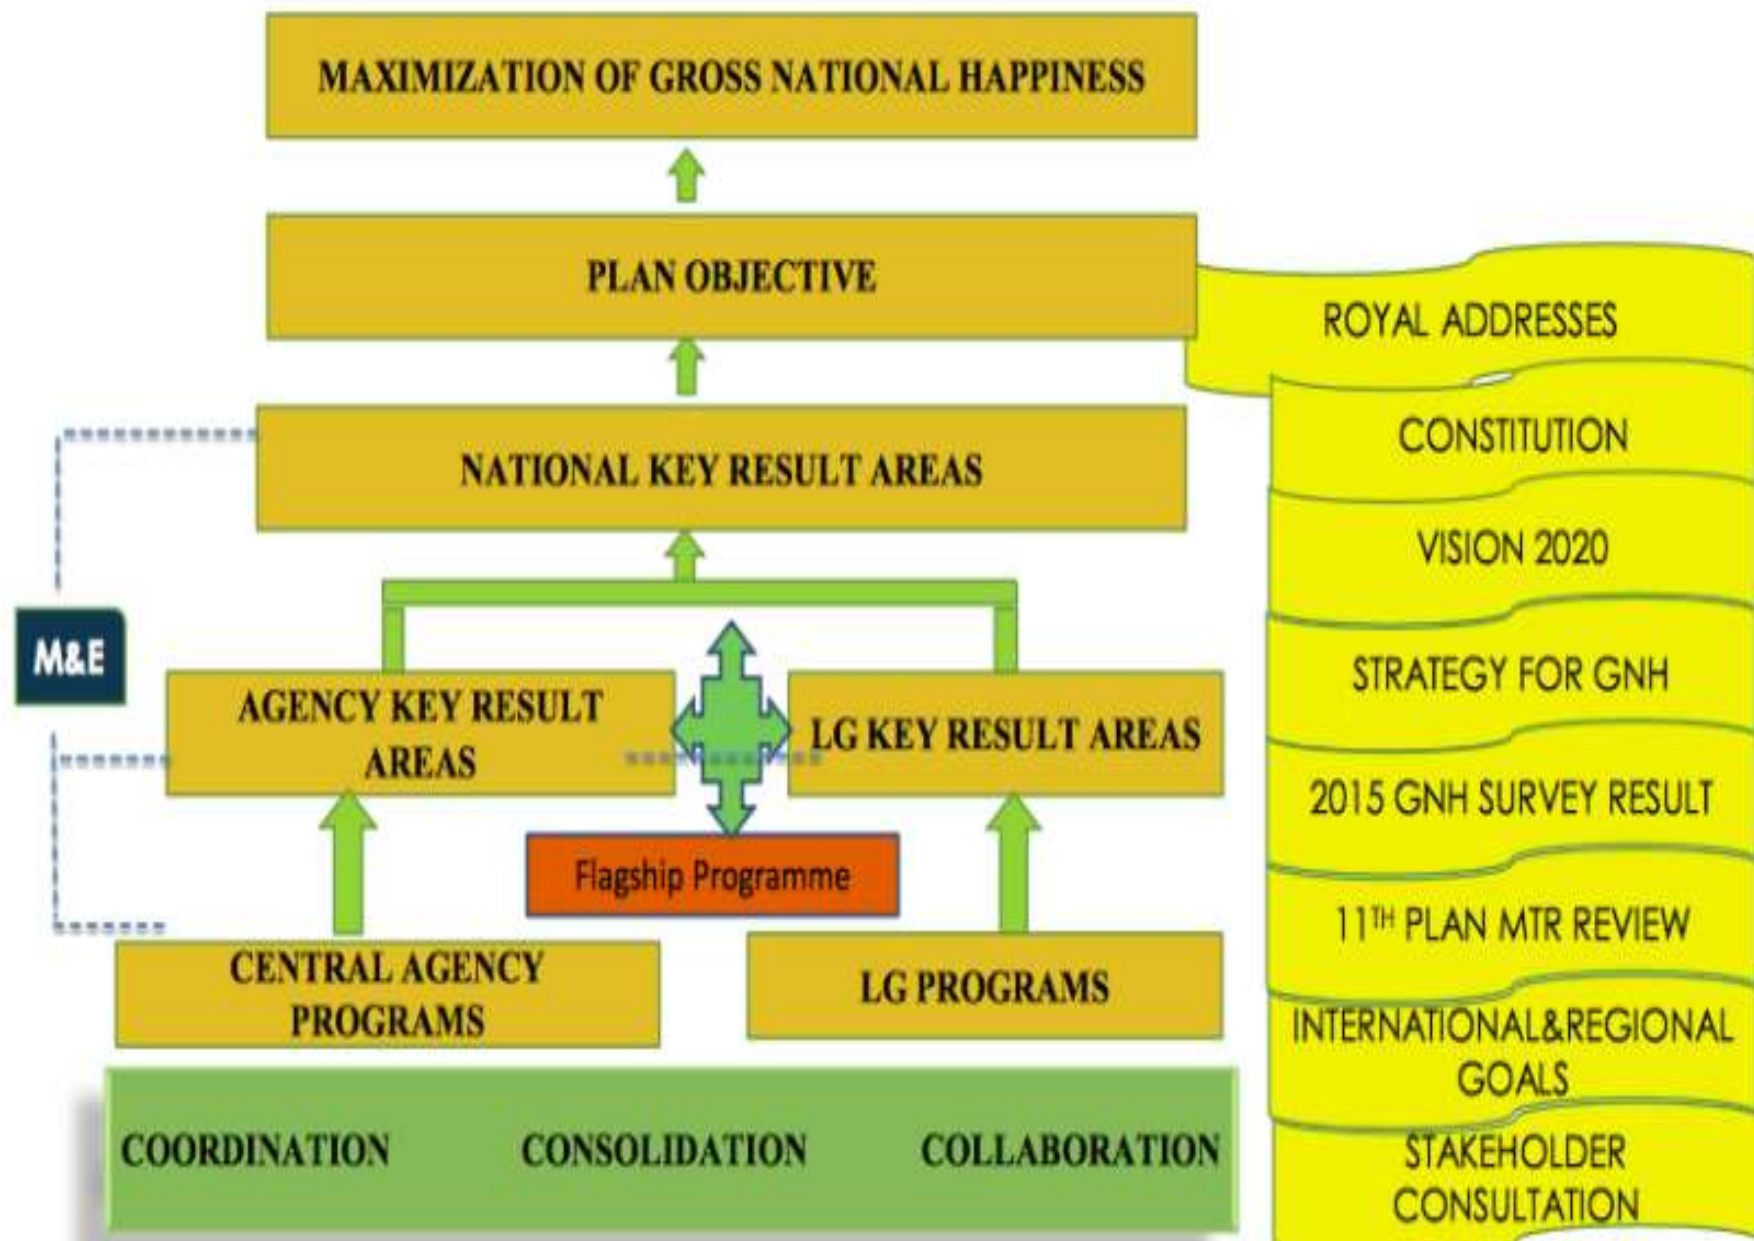 MAXIMIZATION OF GROSS NATIONAL HAPPINESS
PLAN OBJECTIVE
NATIONAL KEY RESULT AREAS
M&E
AGENCY KEY RESULT
AREAS
LG KEY RESULT AREAS
Flagship Programme
CENTRAL AGENCY
PROGRAMS
LG PROGRAMS
COORDINATION CONSOLIDATION COLLABORATION
ROYAL ADDRESSES
CONSTITUTION
VISION 2020
STRATEGY FOR GNH
2015 GNH SURVEY RESULT
11TH PLAN MTR REVIEW
INTERNATIONAL&REGIONAL
GOALS
STAKEHOLDER
CONSULTATION